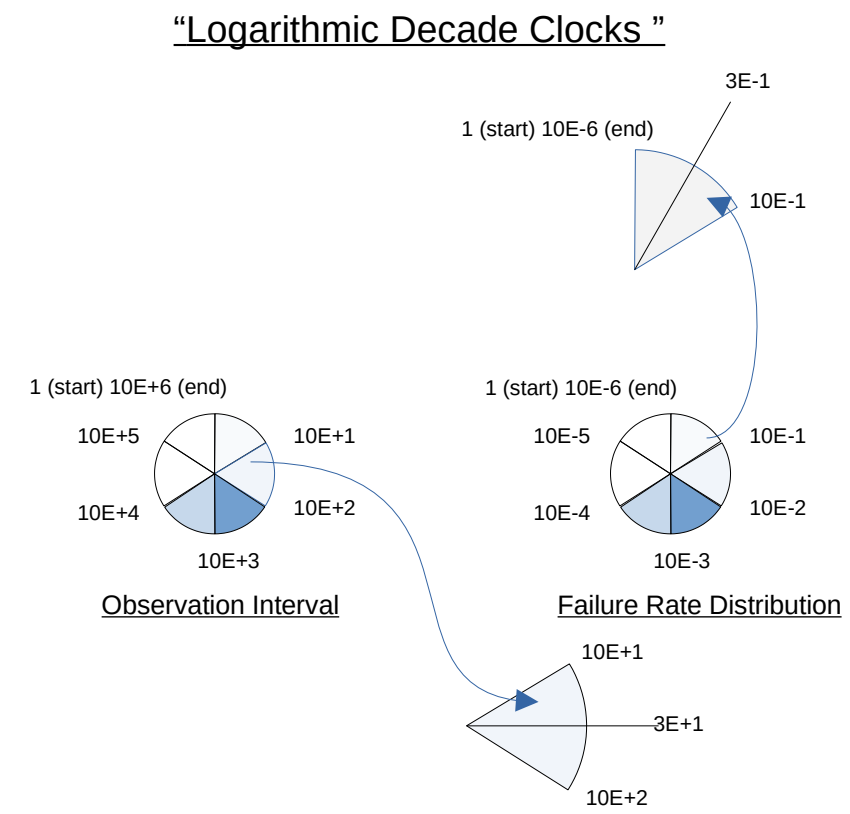 “Logarithmic Decade Clocks ”
3E-1
1 (start) 10E-6 (end)
10E-1
1 (start) 10E+6 (end)
10E+5
10E+1
10E+4
10E+2
10E+3
Observation Interval
1 (start) 10E-6 (end)
10E-5
10E-1
10E-4
10E-2
10E-3
Failure Rate Distribution
10E+1
3E+1
10E+2